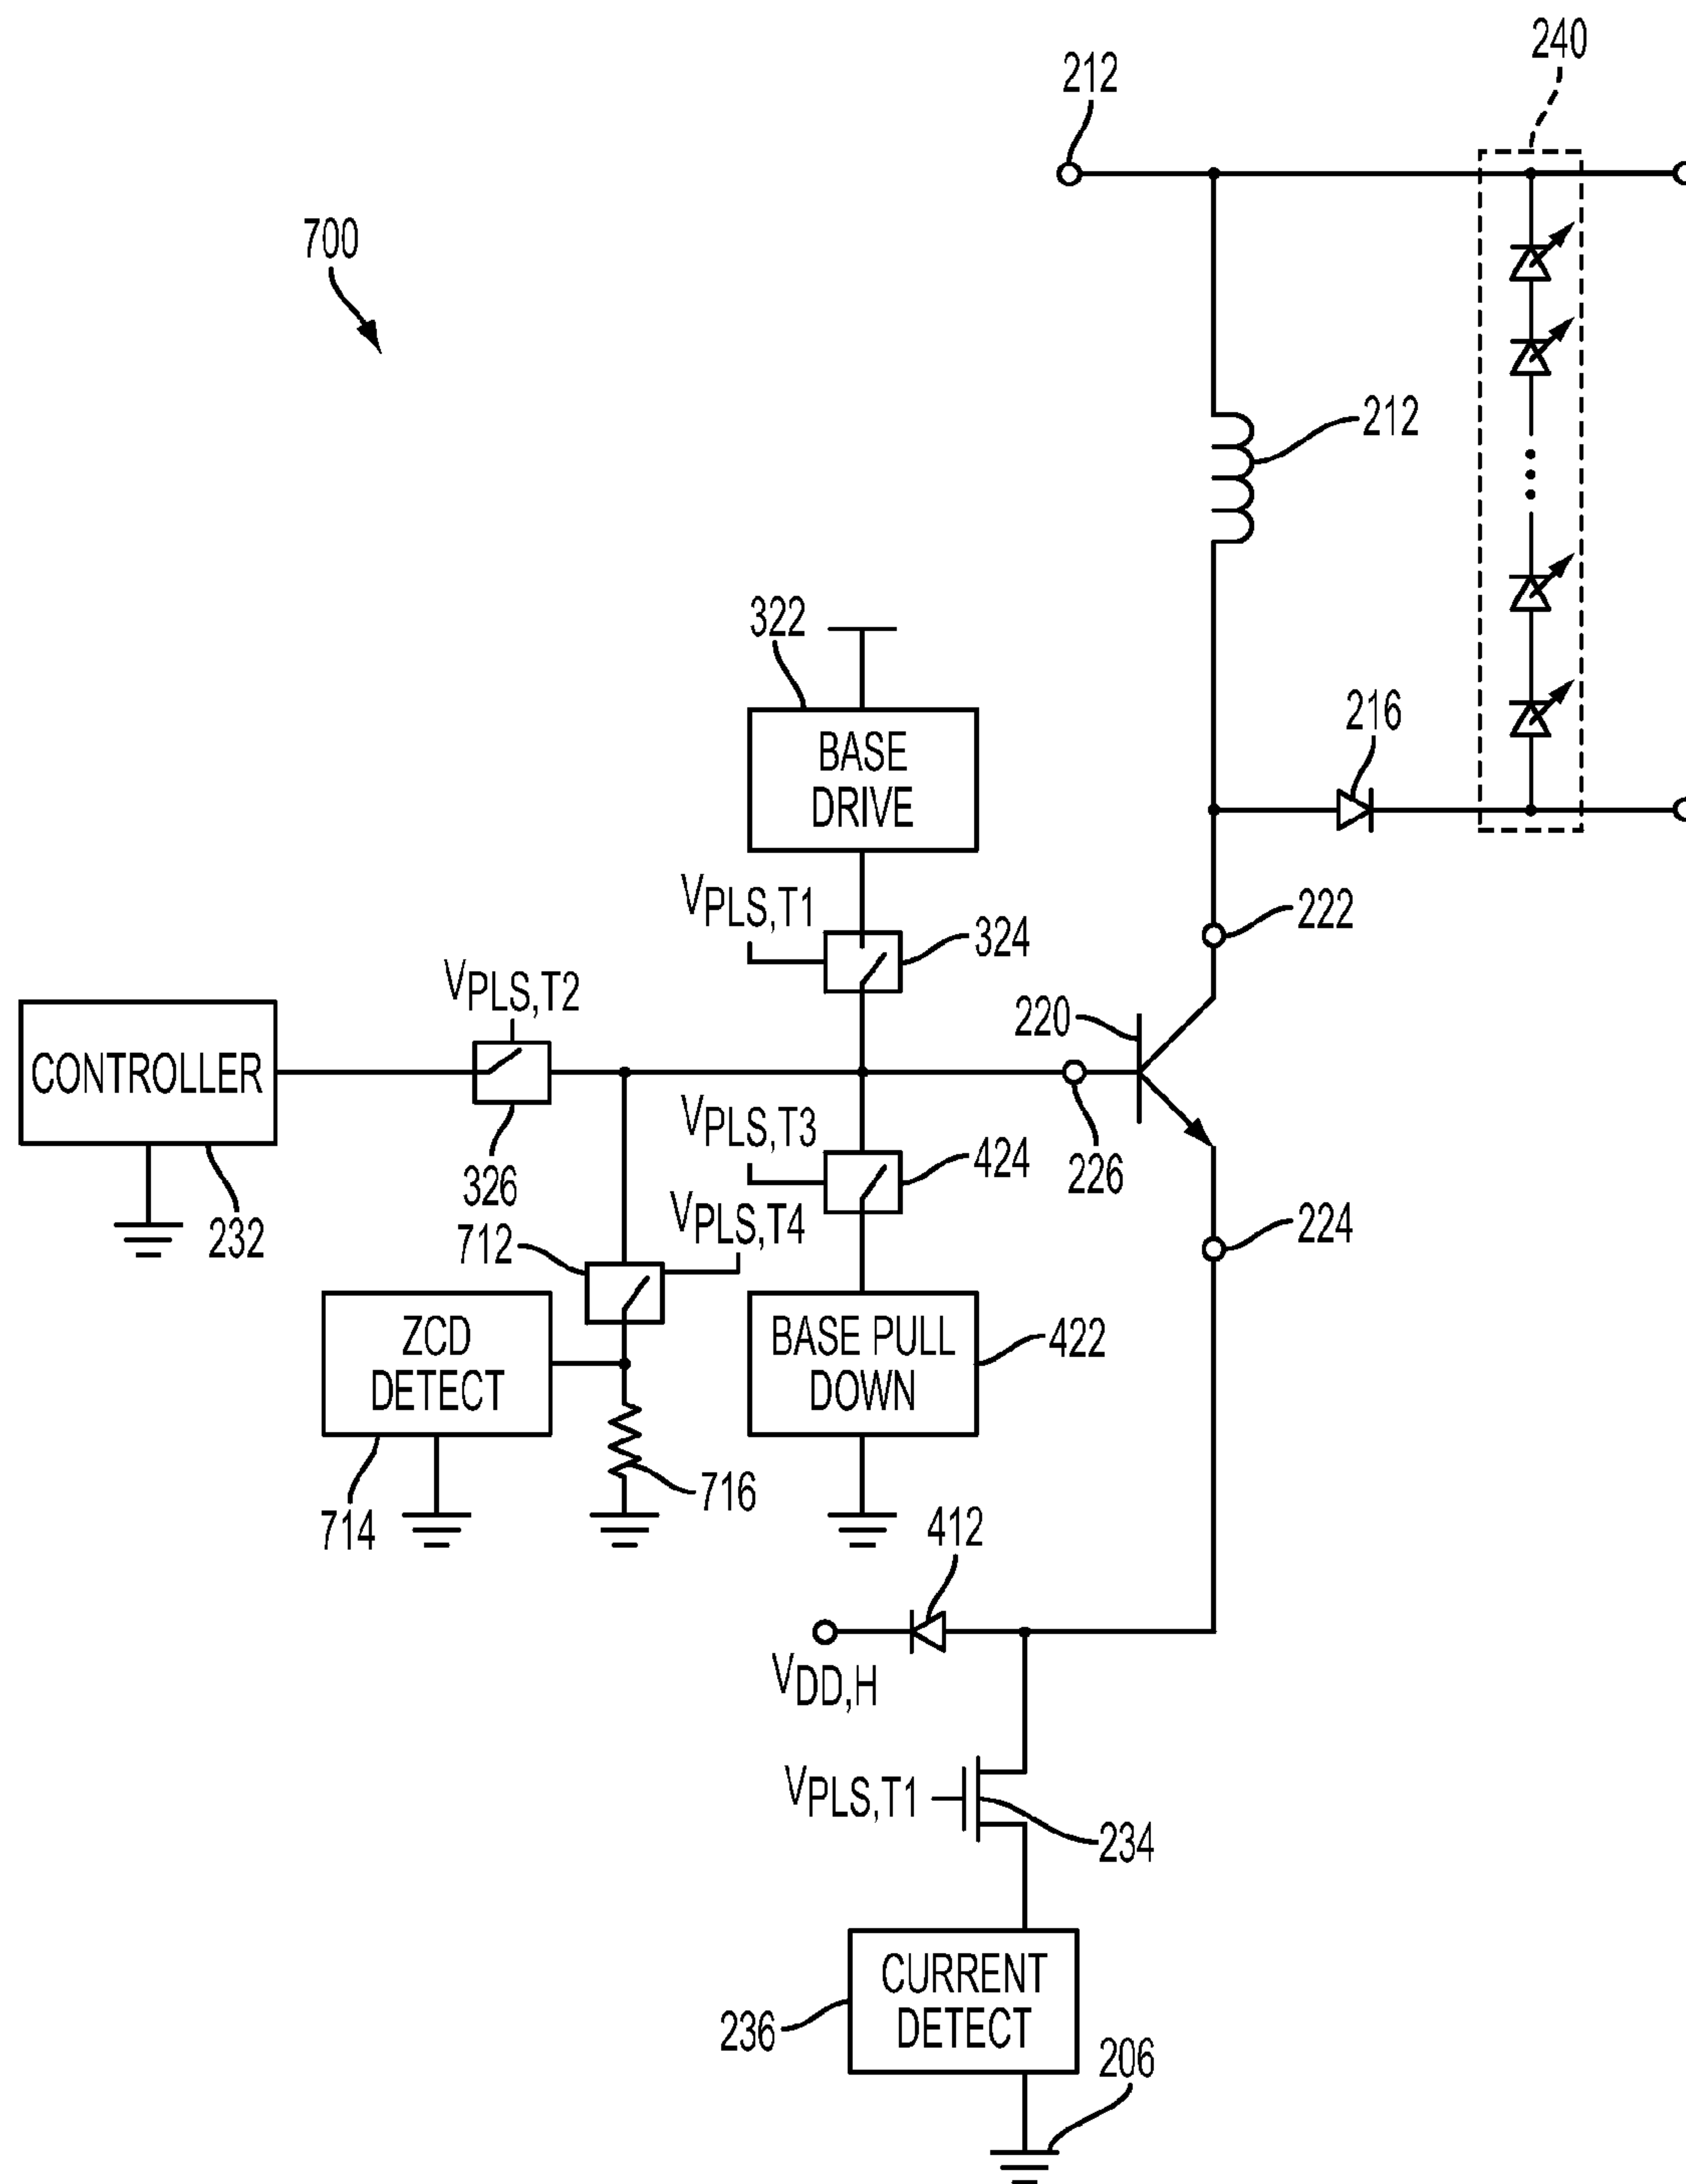 240
212
700
212
322
BASE
DRIVE
216
VPLS,T1
324
222
VPLS,T2
220
CONTROLLER
VPLS,T3
424
226
326
232
VPLS,T4
712
224
ZCD
DETECT
BASE PULL
DOWN
422
716
714
412
VDD,H
VPLS,T1
234
CURRENT
DETECT
236
206